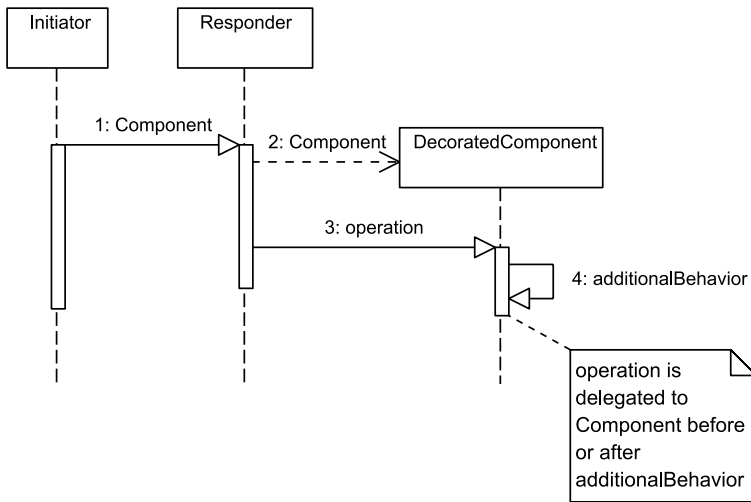 Initiator
Responder
1: Component
2: Component
DecoratedComponent
3: operation
4: additionalBehavior
operation is
delegated to
Component before
or after
additionalBehavior